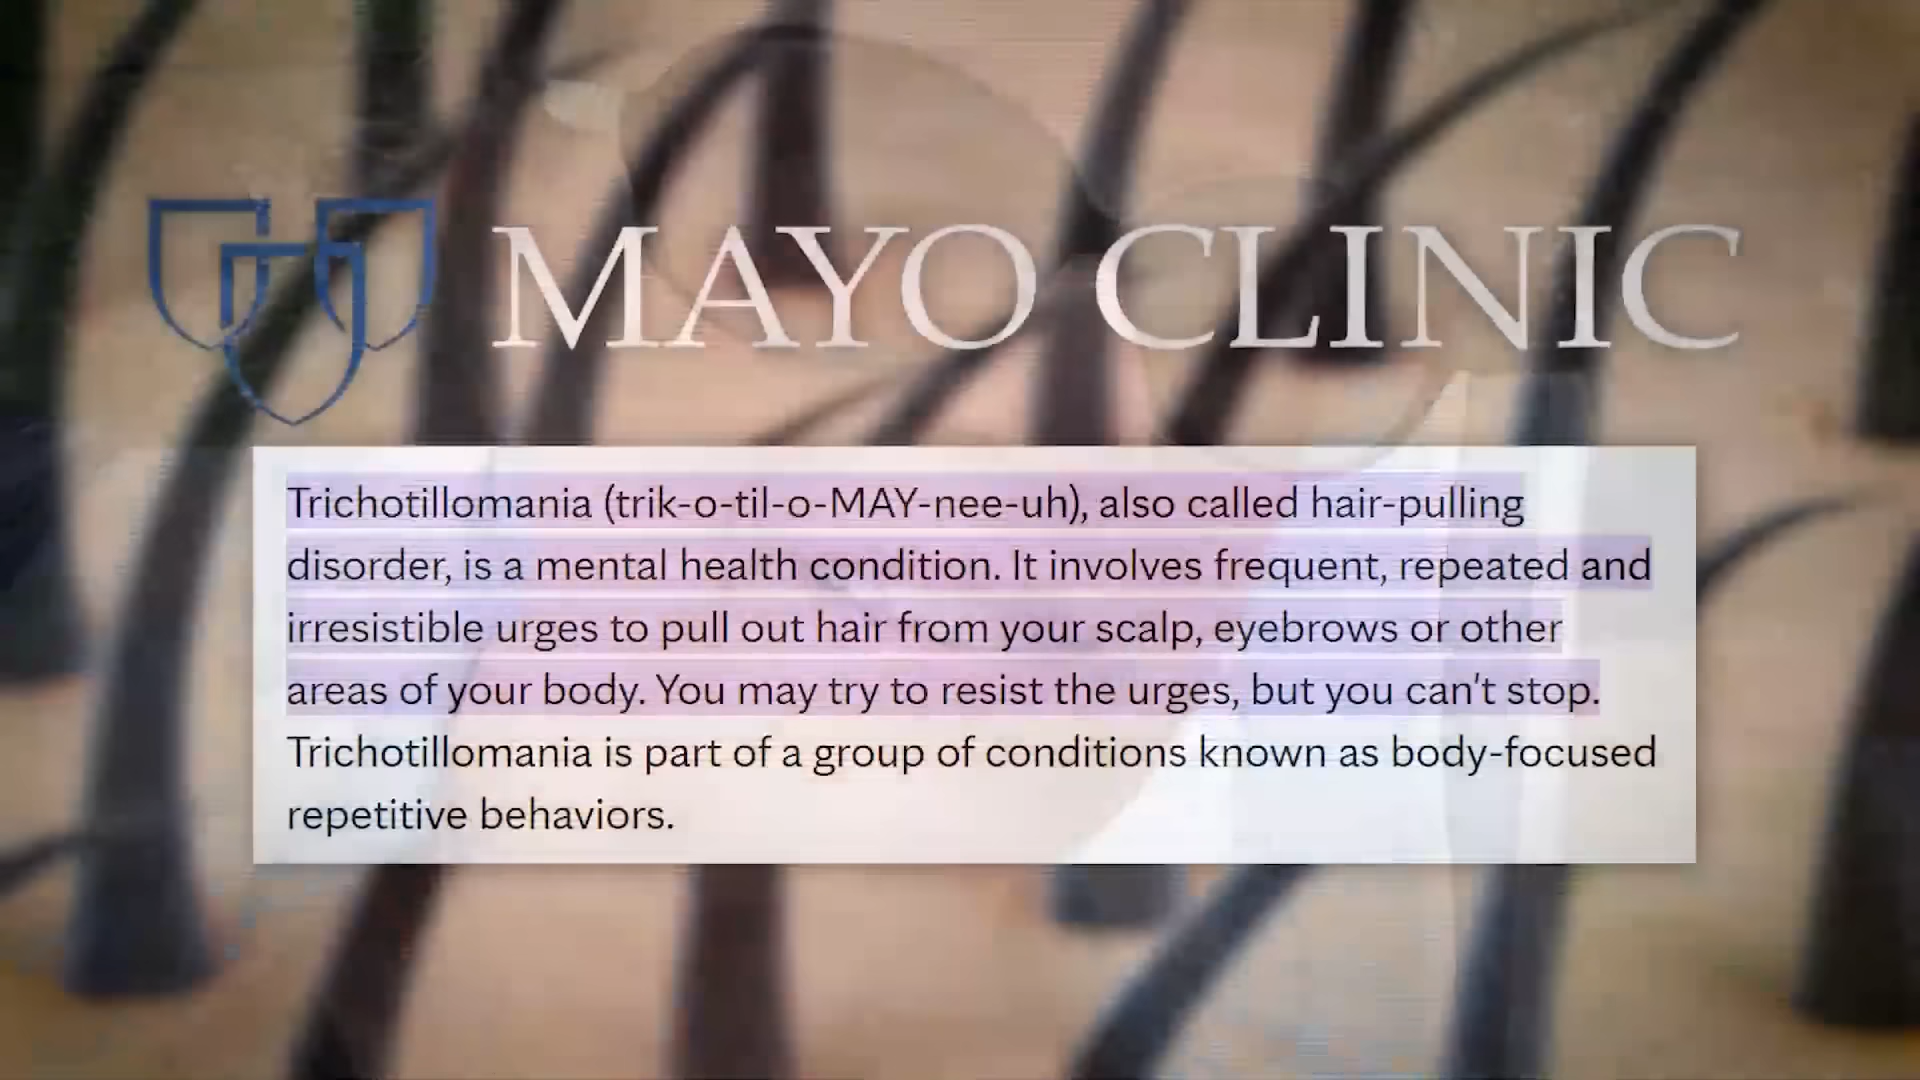 MAYO CLINIC
Trichotillomania (trik-o-til-o-MAY-nee-uh), also called hair-pulling
disorder, is a mental health condition. It involves frequent, repeated and
irresistible urges to pull out hair from your scalp, eyebrows or other
areas of your body. You may try to resist the urges, but you can't stop.
Trichotillomania is part of a group of conditions known as body-focused
repetitive behaviors.